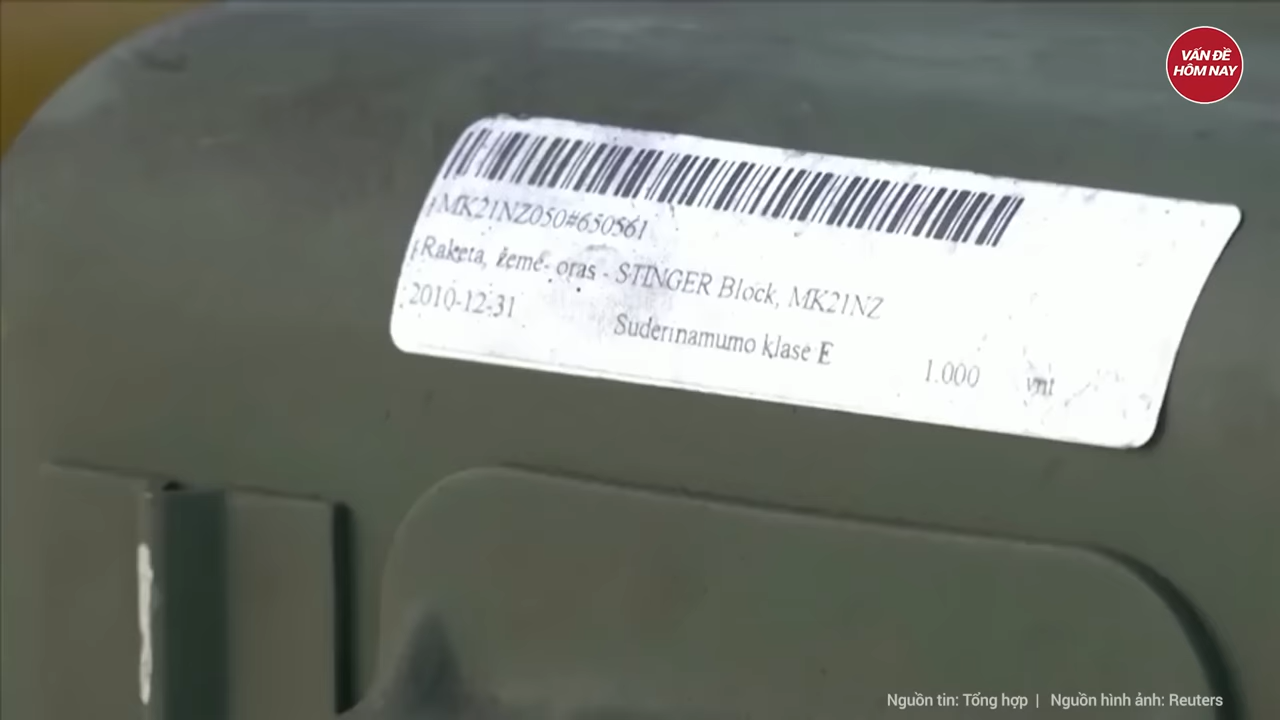 VẤN ĐỀ
HÔM NAY
MK21NZ050#650561
Raketa, žemė- oras - STINGER Block, MK21NZ
2010-12-31
Suderinamumo klase E
1.000 vnt
Nguồn tin: Tổng hợp | Nguồn hình ảnh: Reuters